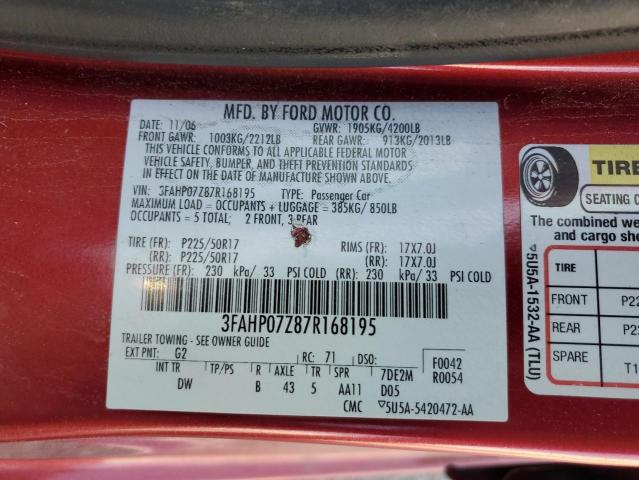 MFD. BY FORD MOTOR CO.
DATE: 11/06 GVWR: 1905KG/4200LB
FRONT GAWR: 1003KG/2212LB REAR GAWR: 913KG/2013LB
THIS VEHICLE CONFORMS TO ALL APPLICABLE FEDERAL MOTOR
VEHICLE SAFETY, BUMPER, AND THEFT PREVENTION STANDARDS
IN EFFECT ON THE DATE OF MANUFACTURE SHOWN ABOVE.
VIN: 3FAHP07Z87R168195 TYPE: Passenger Car
MAXIMUM LOAD = OCCUPANTS + LUGGAGE = 385KG/ 850LB
OCCUPANTS = 5 TOTAL; 2 FRONT, 3 REAR
TIRE (FR): P225/50R17 RIMS (FR): 17X7.0J
(RR): P225/50R17 (RR): 17X7.0J
PRESSURE (FR): 230 kPa/ 33 PSI COLD (RR): 230 kPa/ 33 PSI COLD
3FAHP07Z87R168195
TRAILER TOWING - SEE OWNER GUIDE
EXT PNT: G2 RC: 71 DSO: F0042
R0054
INT TR TP/PS R AXLE TR SPR 7DE2M
DW B 43 5 AA11 D05
CMC ▽5U5A-5420472-AA
▽5U5A-1532-AA (TLU)
TIRE
SEATING
The combined
and cargo
TIRE
FRONT
REAR
SPARE